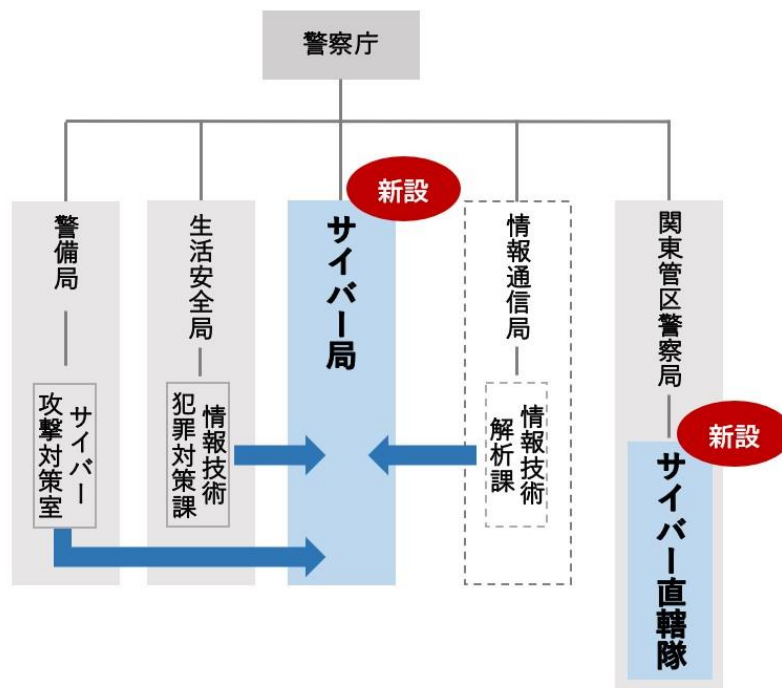 警察庁
警備局
サイバー
攻撃対策室
生活安全局
情報技術
犯罪対策課
新設
サイバー局
情報通信局
情報技術
解析課
関東管区警察局
新設
サイバー直轄隊